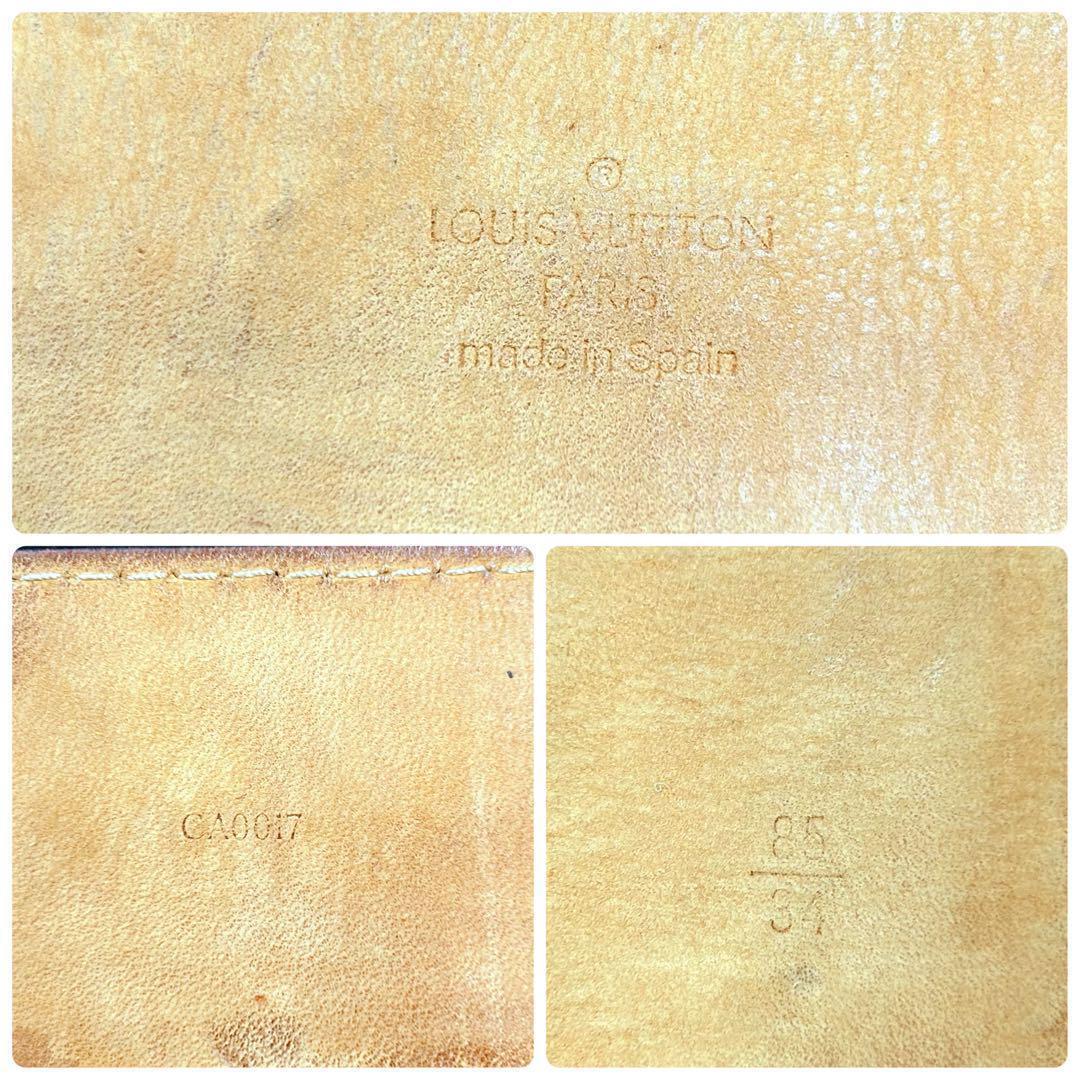 ®
LOUIS VUITTON
PARIS
made in Spain
CA0017
85
34